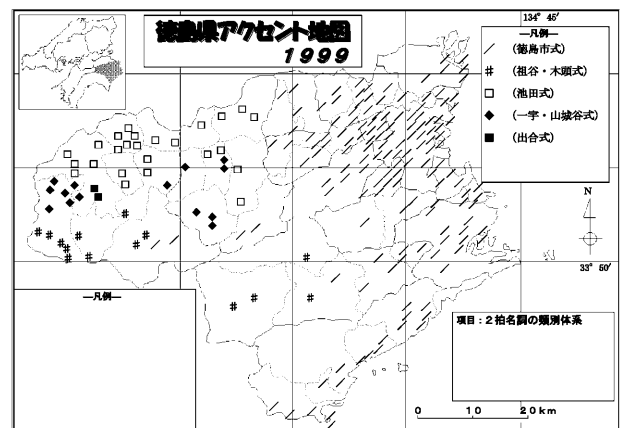 徳島県アクセント地図
1999
134° 45′
―凡例―
(徳島市式)
(祖谷・木頭式)
(池田式)
(一宇・山城谷式)
(出合式)
N
33° 50′
―凡例―
項目：2拍名詞の類別体系
0 10 20km